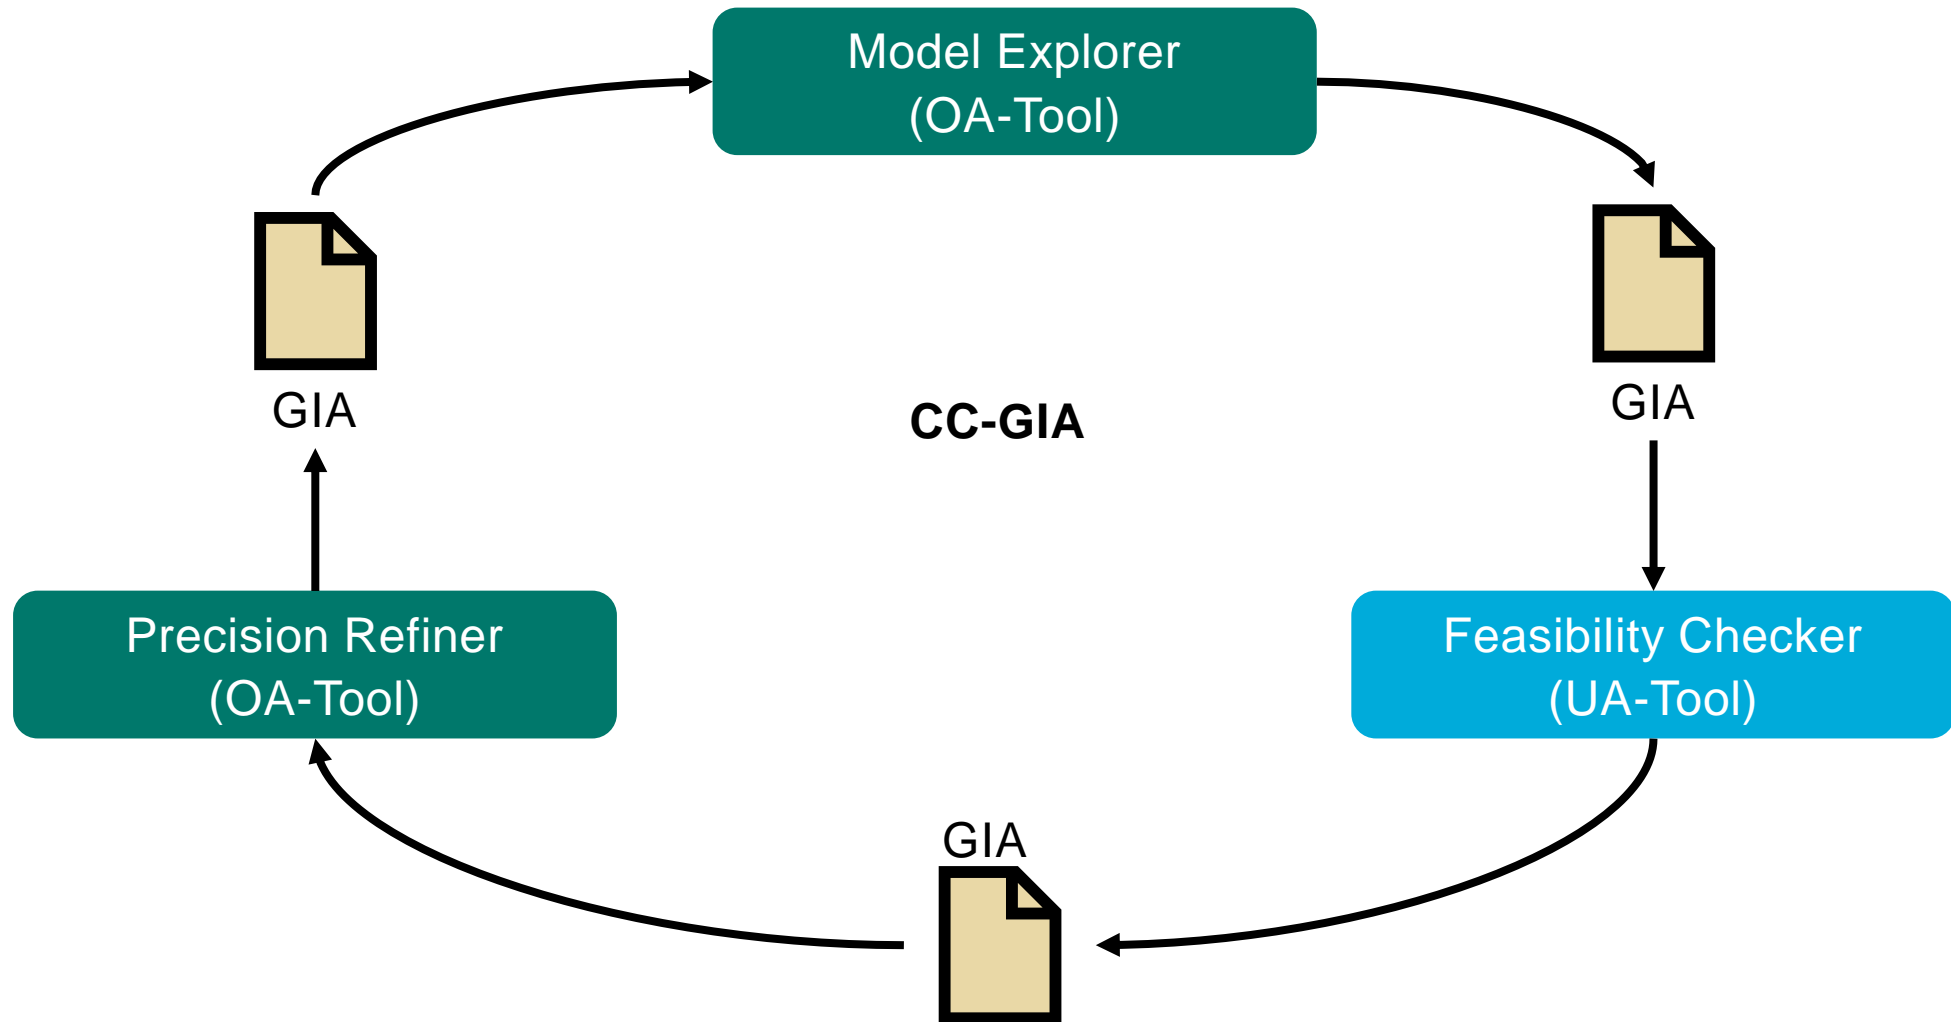 Model Explorer
(OA-Tool)
GIA
GIA
CC-GIA
Precision Refiner
(OA-Tool)
Feasibility Checker
(UA-Tool)
GIA